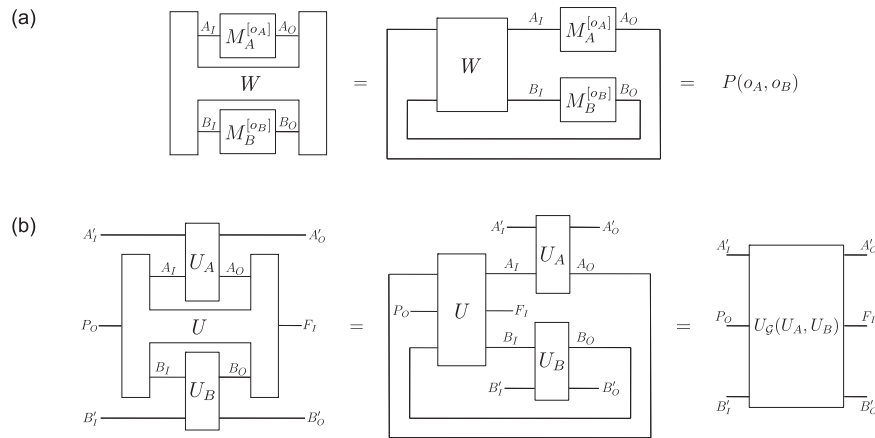 (a)
A_I M_A^{[o_A]} A_O
W
B_I M_B^{[o_B]} B_O
=
A_I M_A^{[o_A]} A_O
W
B_I M_B^{[o_B]} B_O
= P(o_A, o_B)
(b)
A'_I A'_O
U_A
A_I A_O
P_O U F_I
B_I B_O
U_B
B'_I B'_O
=
A'_I A'_O
U_A
A_I A_O
P_O U F_I
B_I B_O
U_B
B'_I B'_O
=
A'_I A'_O
P_O U_𝒢(U_A, U_B) F_I
B'_I B'_O